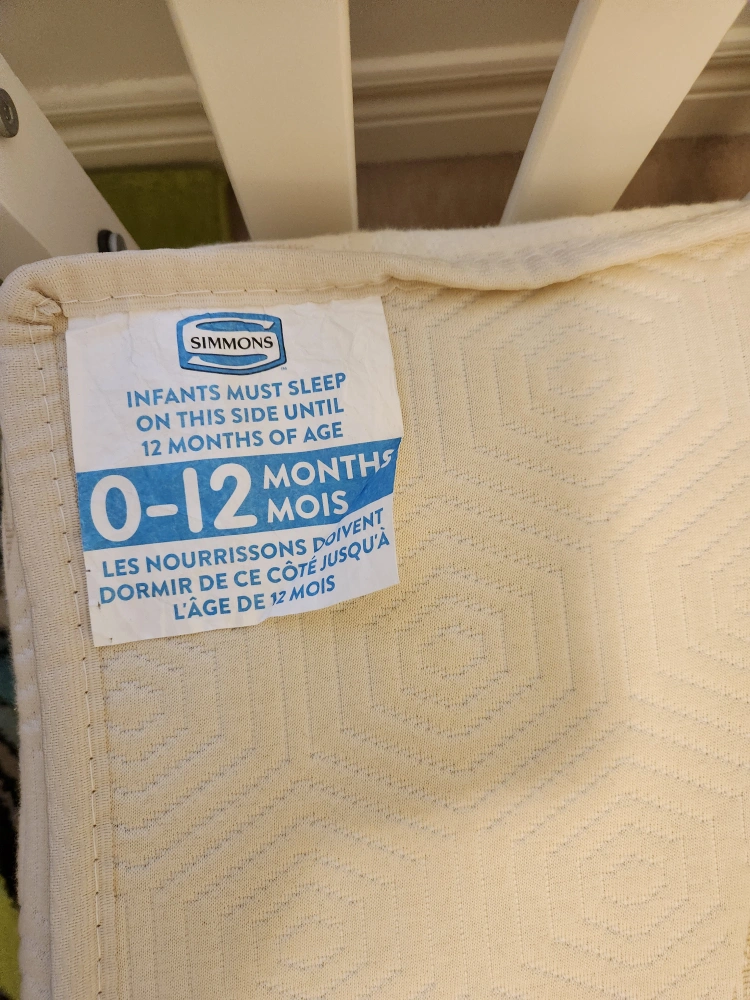 SIMMONS
INFANTS MUST SLEEP
ON THIS SIDE UNTIL
12 MONTHS OF AGE
0-12 MONTHS
MOIS
LES NOURRISSONS DOIVENT
DORMIR DE CE CÔTÉ JUSQU'À
L'ÂGE DE 12 MOIS